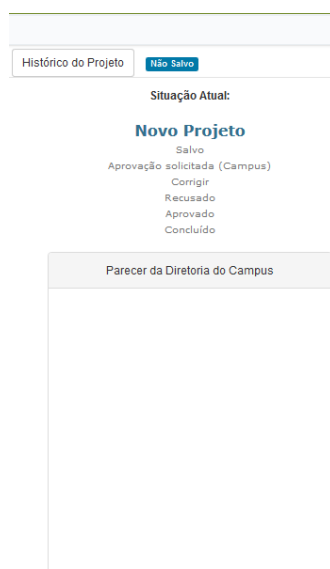 Histórico do Projeto Não Salvo
Situação Atual:
Novo Projeto
Salvo
Aprovação solicitada (Campus)
Corrigir
Recusado
Aprovado
Concluído
Parecer da Diretoria do Campus